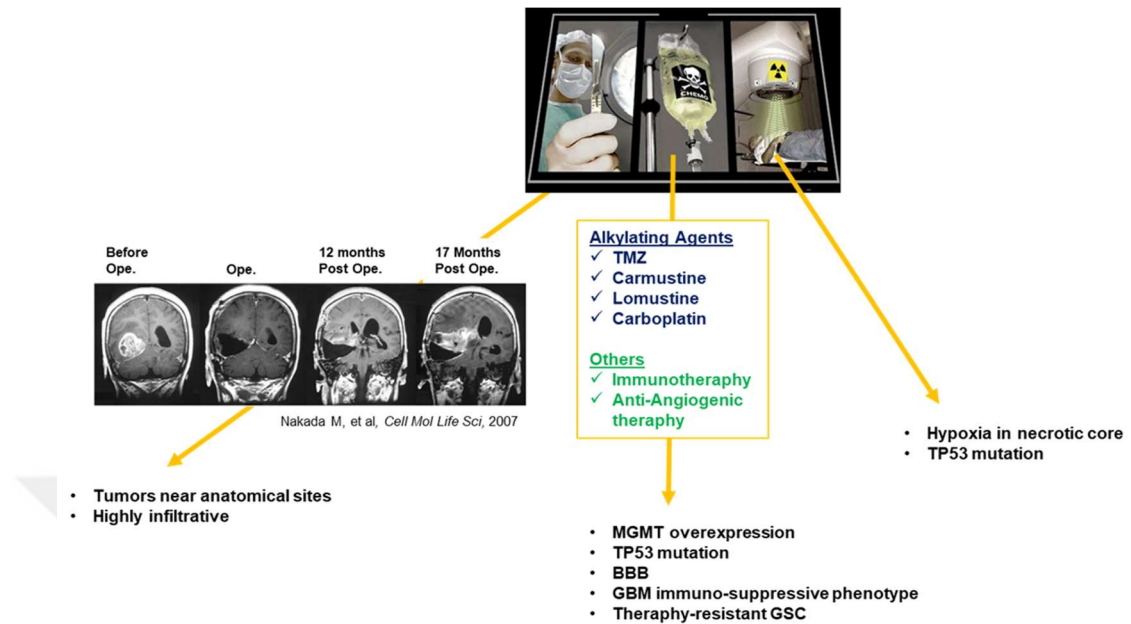 CHEMO
Before
Ope.
Ope.
12 months
Post Ope.
17 Months
Post Ope.
Nakada M, et al, Cell Mol Life Sci, 2007
Alkylating Agents
✓ TMZ
✓ Carmustine
✓ Lomustine
✓ Carboplatin
Others
✓ Immunotheraphy
✓ Anti-Angiogenic
theraphy
• Tumors near anatomical sites
• Highly infiltrative
• MGMT overexpression
• TP53 mutation
• BBB
• GBM immuno-suppressive phenotype
• Theraphy-resistant GSC
• Hypoxia in necrotic core
• TP53 mutation